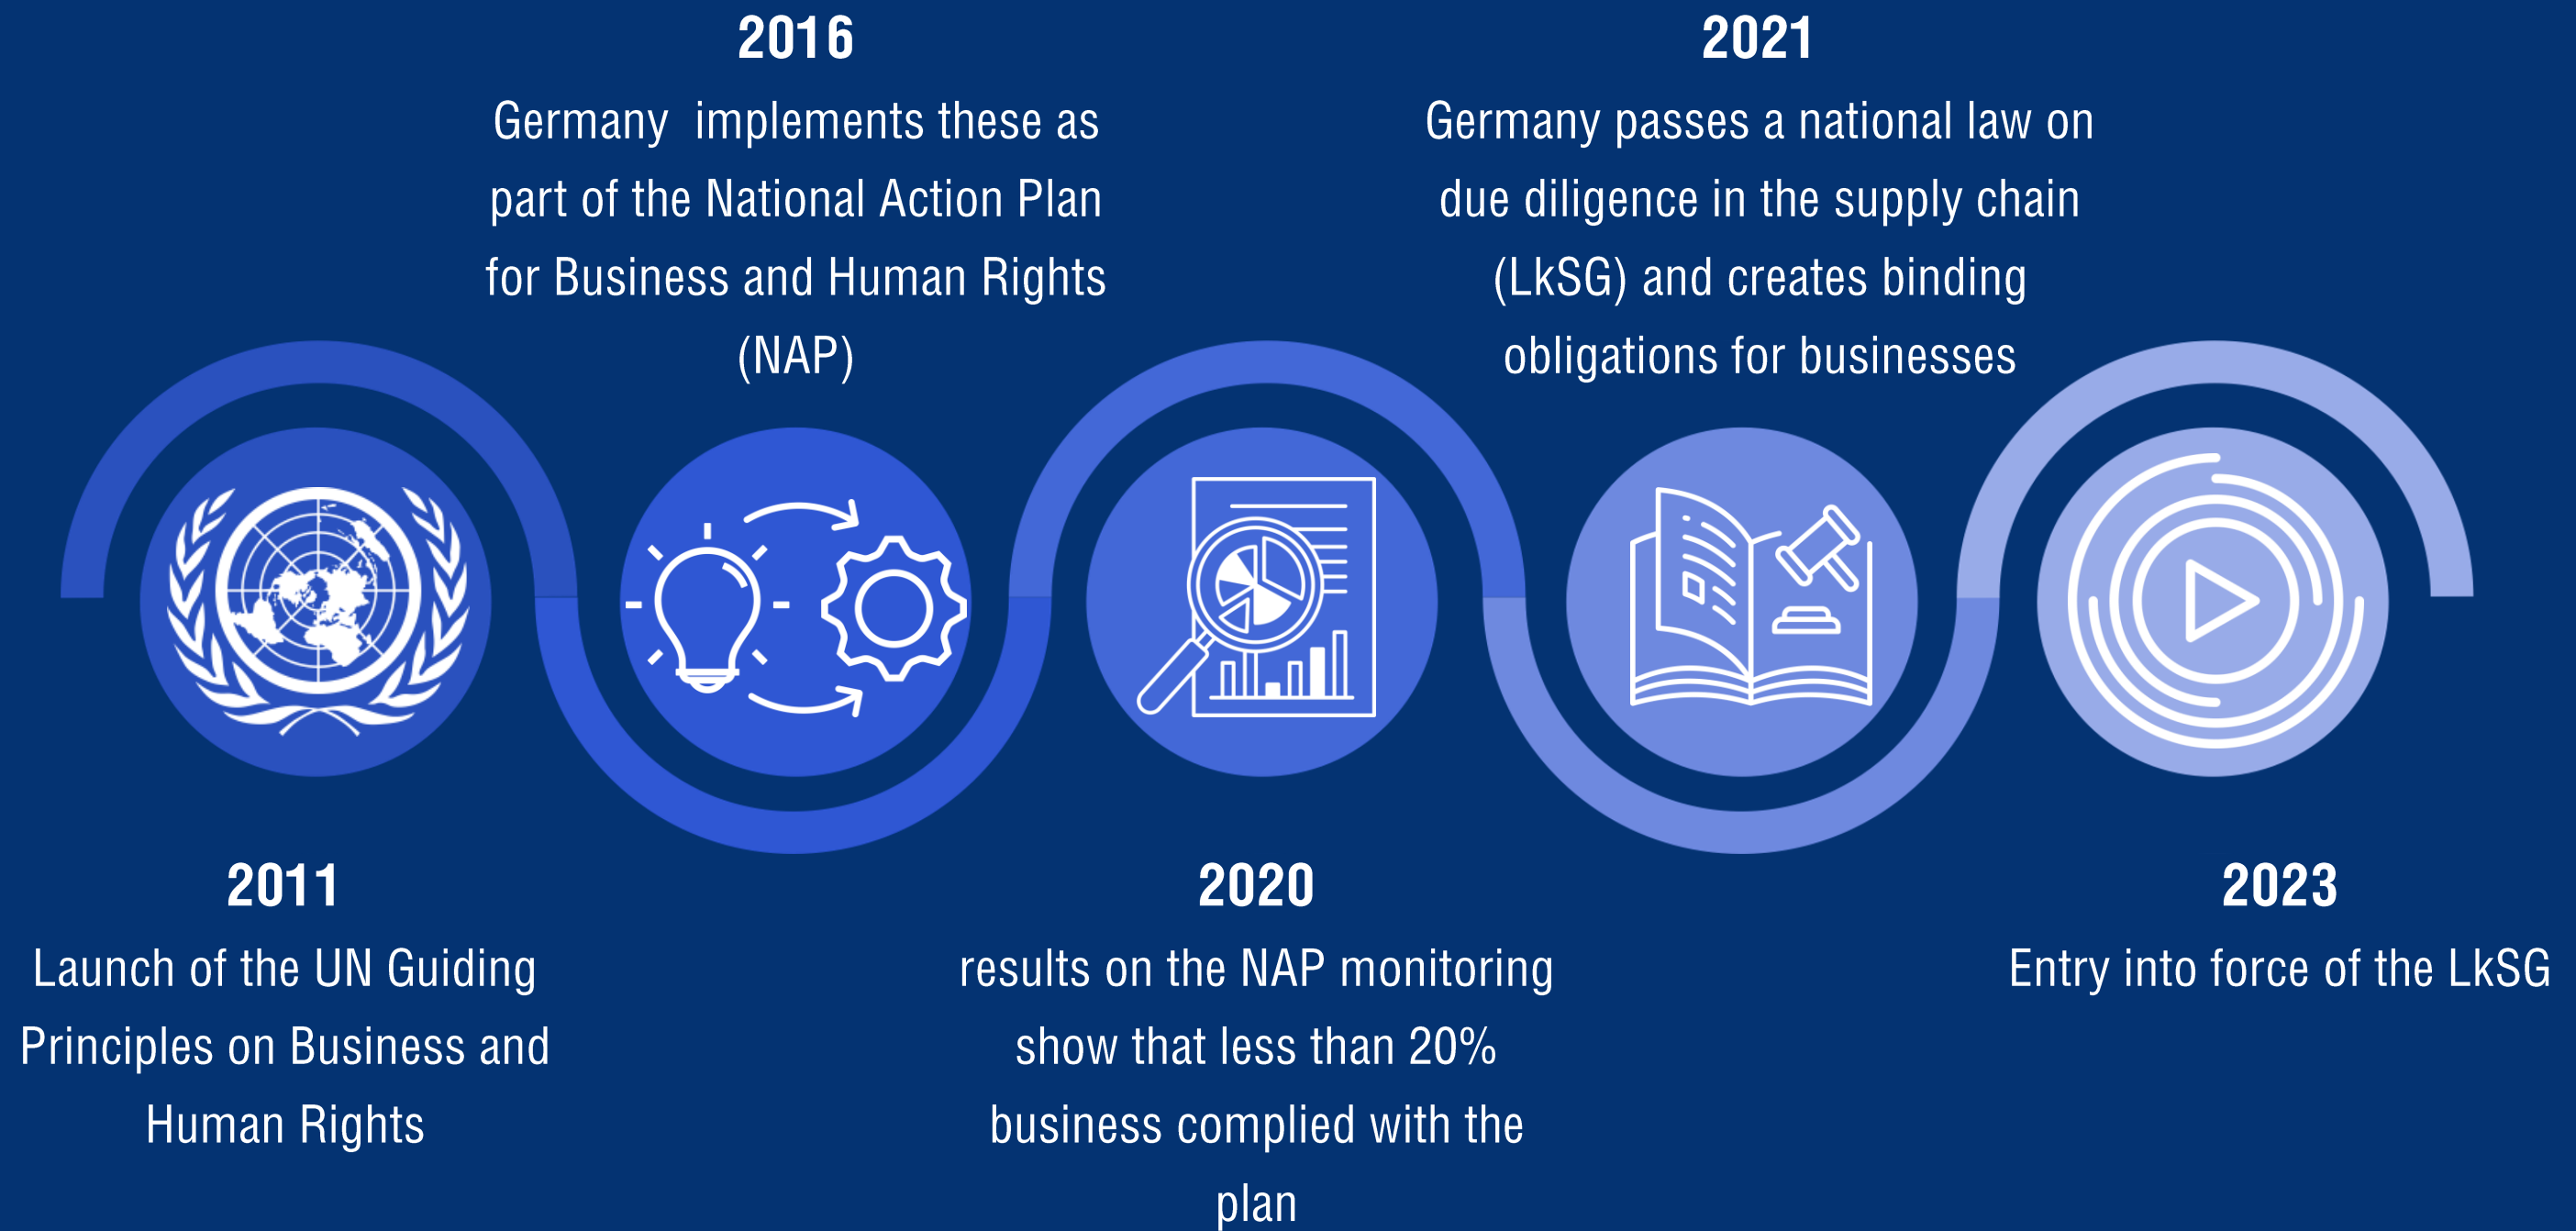 2011
Launch of the UN Guiding
Principles on Business and
Human Rights
2016
Germany  implements these as
part of the National Action Plan
for Business and Human Rights
(NAP)
2020
results on the NAP monitoring
show that less than 20%
business complied with the
plan
2021
Germany passes a national law on
due diligence in the supply chain
(LkSG) and creates binding
obligations for businesses
2023
Entry into force of the LkSG